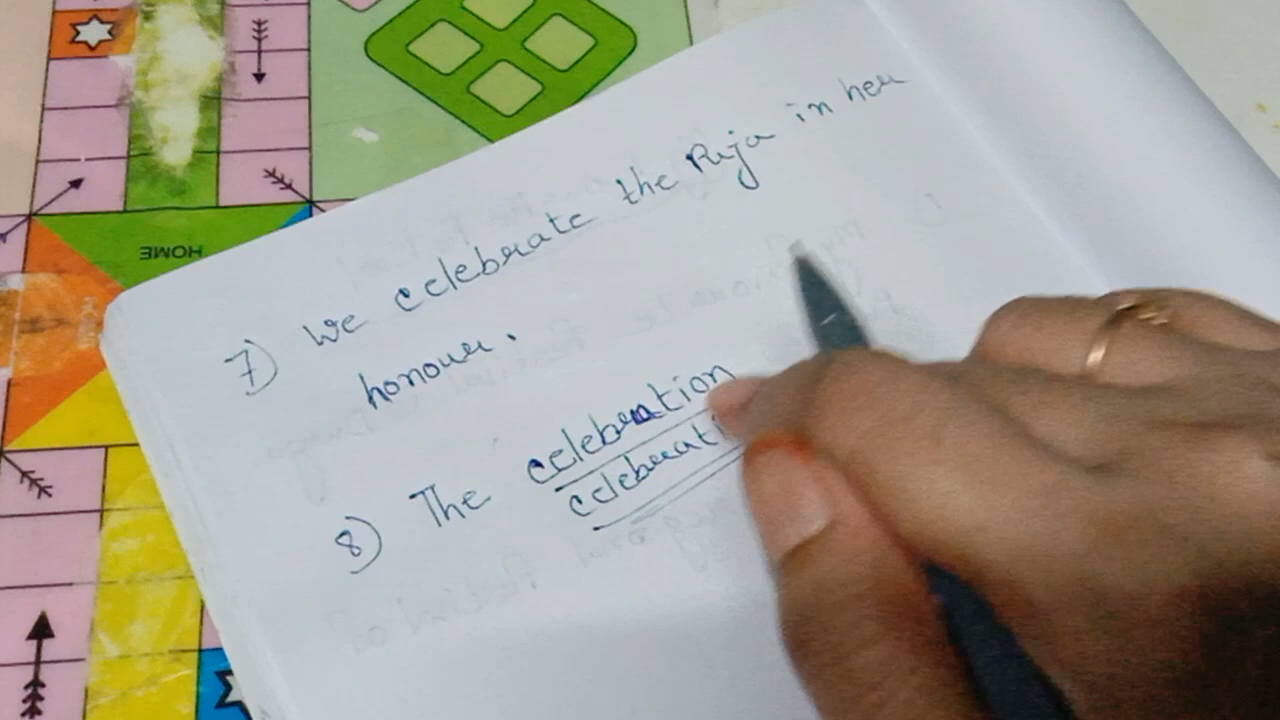 HOME
7) We celebrate the Puja in her
honour.
8) The celebration
celebrati